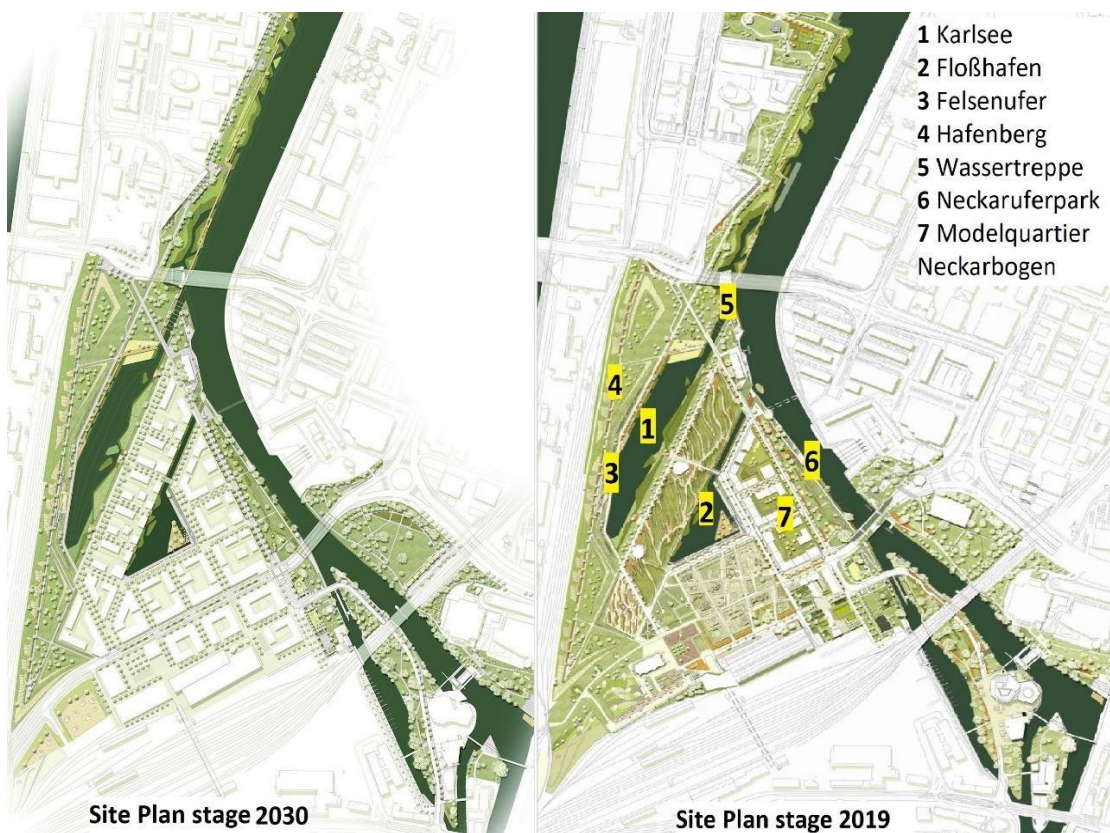 1 Karlsee
2 Floßhafen
3 Felsenufer
4 Hafenberg
5 Wassertreppe
6 Neckaruferpark
7 Modelquartier
Neckarbogen
5
4
1
3
6
2
7
Site Plan stage 2030
Site Plan stage 2019